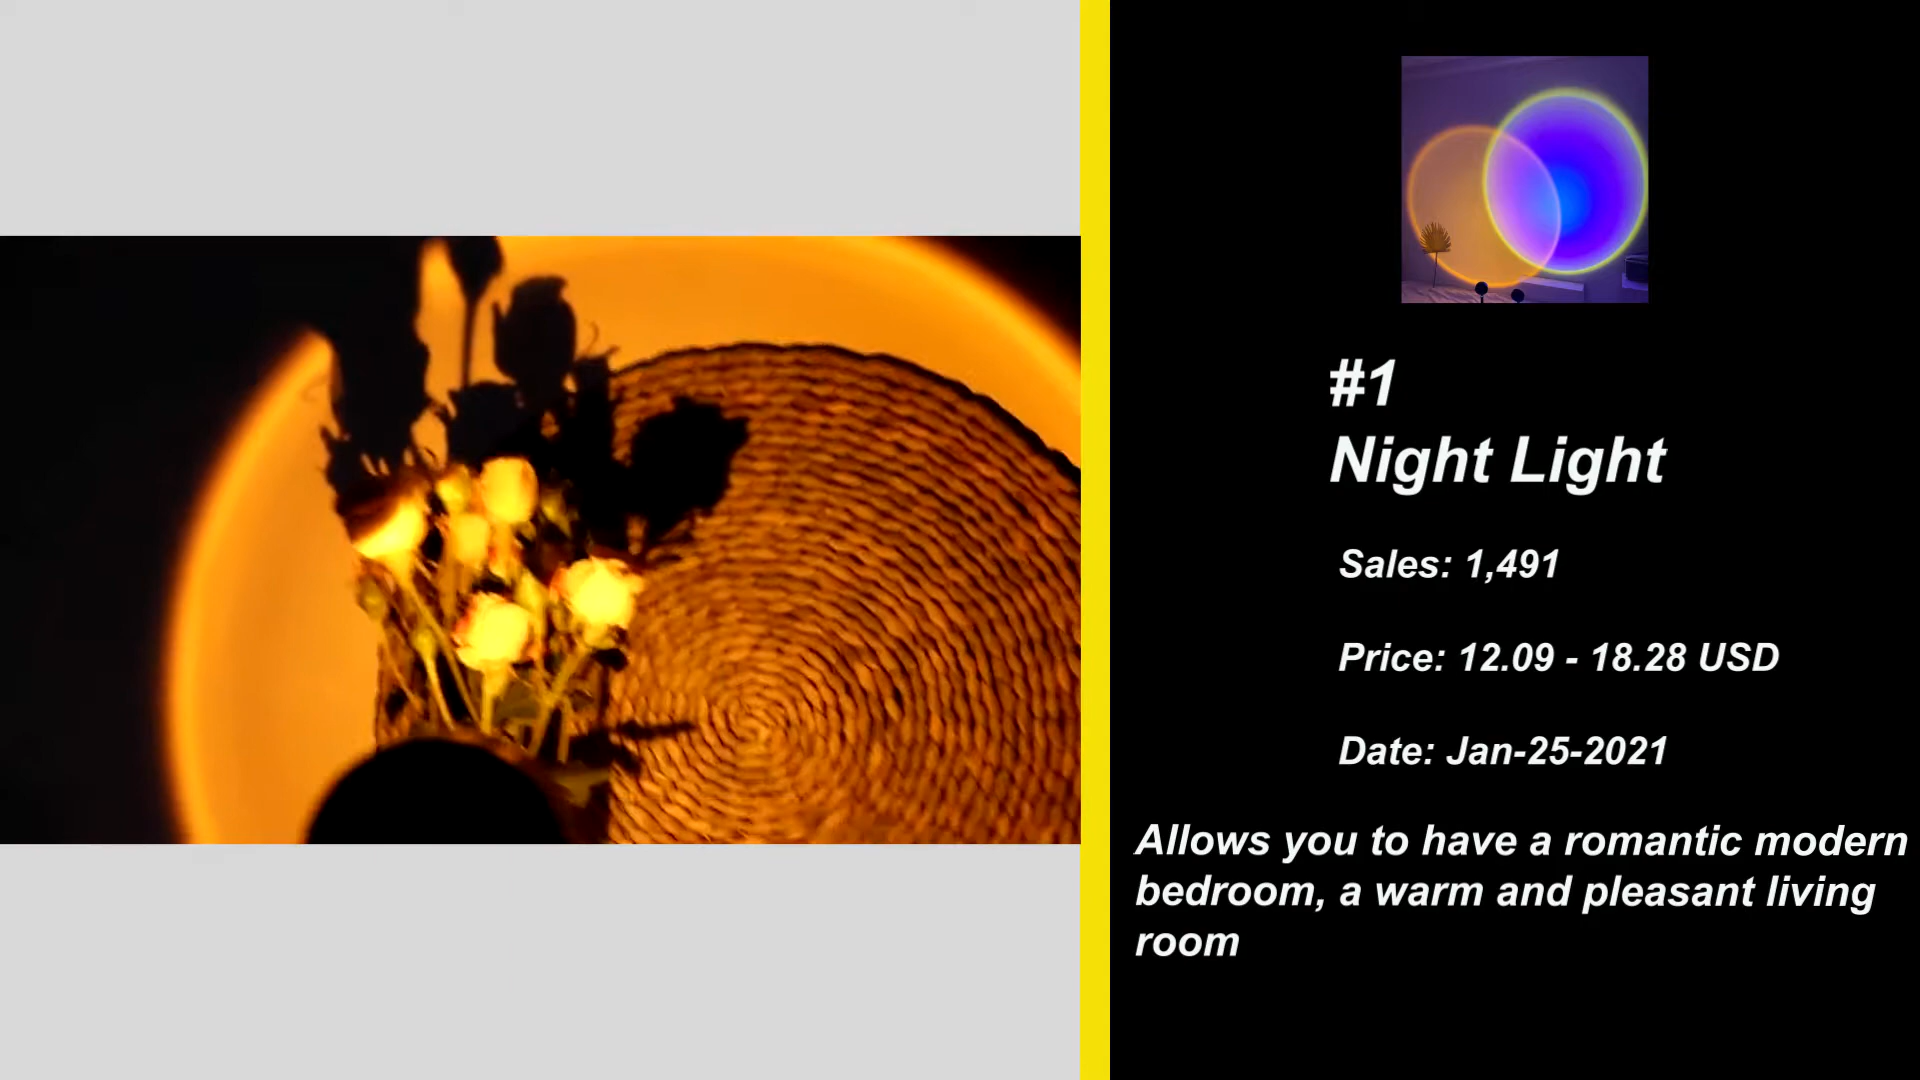 #1
Night Light
Sales: 1,491
Price: 12.09 - 18.28 USD
Date: Jan-25-2021
Allows you to have a romantic modern
bedroom, a warm and pleasant living
room